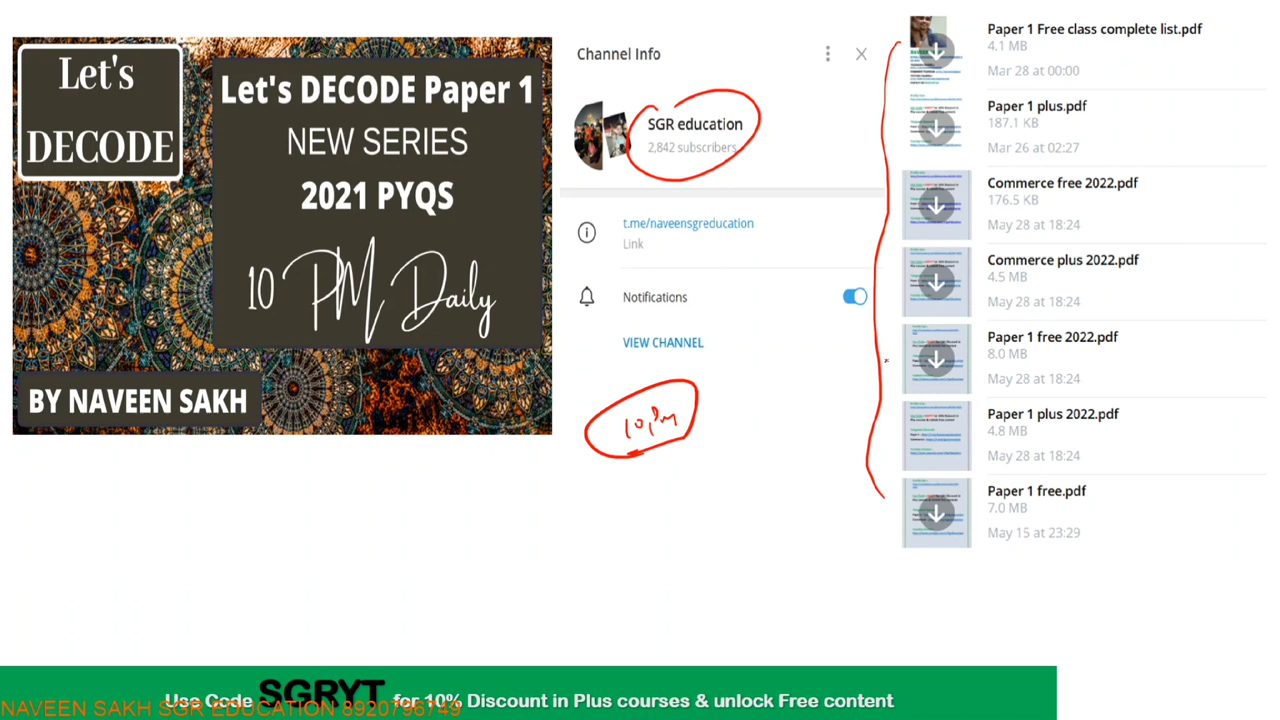 Let's
DECODE
Let's DECODE Paper 1
NEW SERIES
2021 PYQS
10 PM Daily
BY NAVEEN SAKH
Channel Info
SGR education
2,842 subscribers
t.me/naveensgreducation
Link
Notifications
VIEW CHANNEL
Paper 1 Free class complete list.pdf
4.1 MB
Mar 28 at 00:00
Paper 1 plus.pdf
187.1 KB
Mar 26 at 02:27
Commerce free 2022.pdf
176.5 KB
May 28 at 18:24
Commerce plus 2022.pdf
4.5 MB
May 28 at 18:24
Paper 1 free 2022.pdf
8.0 MB
May 28 at 18:24
Paper 1 plus 2022.pdf
4.8 MB
May 28 at 18:24
Paper 1 free.pdf
7.0 MB
May 15 at 23:29
Use Code SGRYT for 10% Discount in Plus courses & unlock Free content
NAVEEN SAKH SGR EDUCATION 8920796749